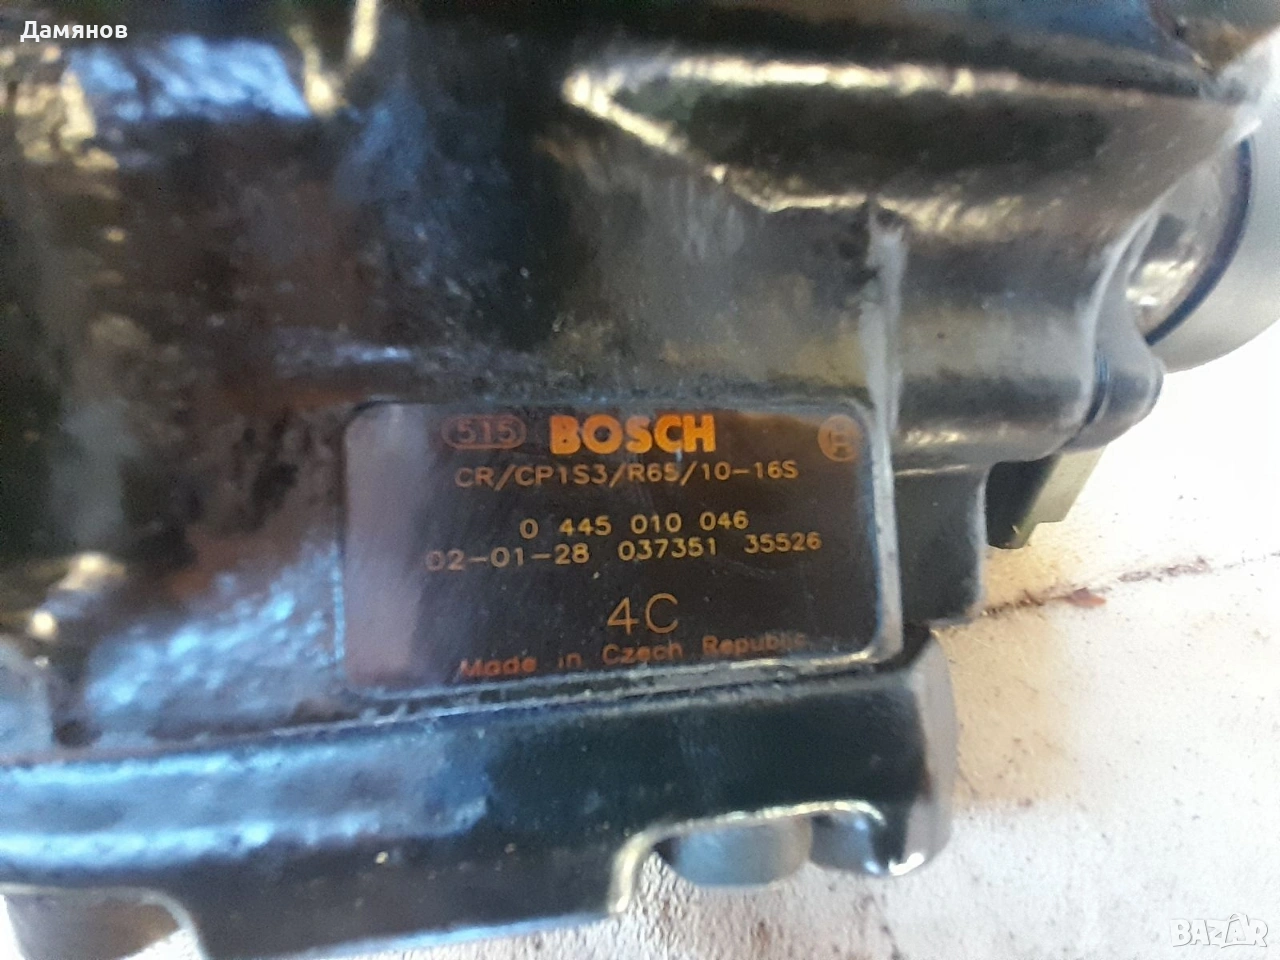 Дамянов
515 BOSCH
CR/CP1S3/R65/10-16S
0 445 010 046
02-01-28 037351 35526
4C
Made in Czech Republic
BAZAR